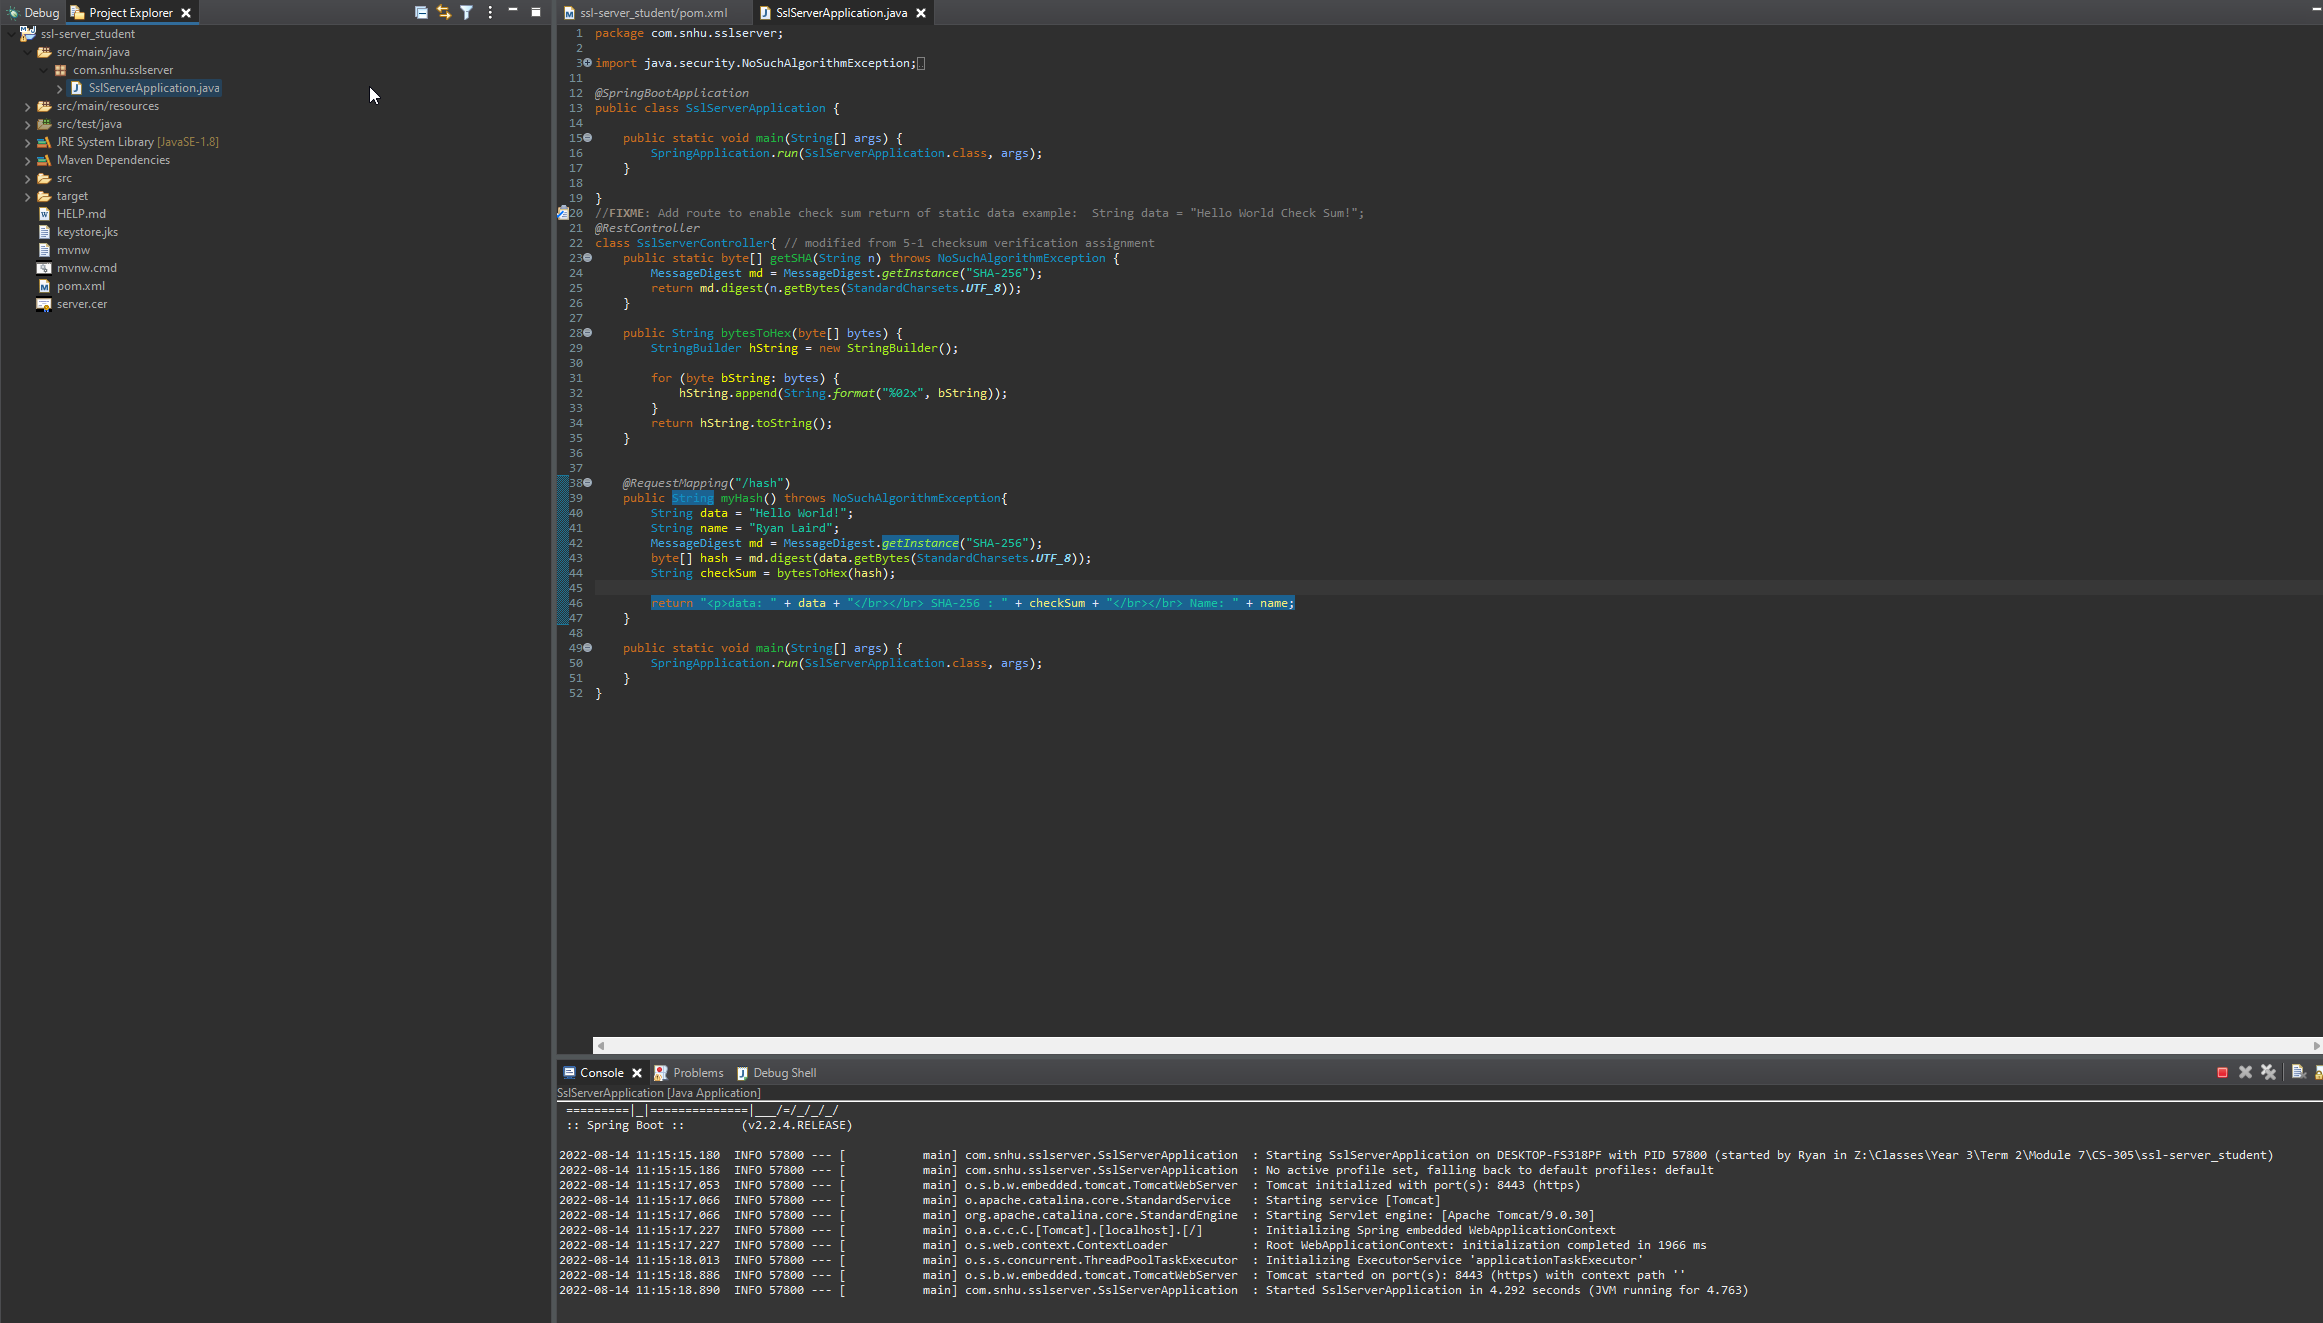 Debug Project Explorer
ssl-server_student
src/main/java
com.snhu.sslserver
SslServerApplication.java
src/main/resources
src/test/java
JRE System Library [JavaSE-1.8]
Maven Dependencies
src
target
HELP.md
keystore.jks
mvnw
mvnw.cmd
pom.xml
server.cer
ssl-server_student/pom.xml SslServerApplication.java
1 package com.snhu.sslserver;
2
3 import java.security.NoSuchAlgorithmException;
11
12 @SpringBootApplication
13 public class SslServerApplication {
14
15 public static void main(String[] args) {
16 SpringApplication.run(SslServerApplication.class, args);
17 }
18
19 }
20 //FIXME: Add route to enable check sum return of static data example:  String data = "Hello World Check Sum!";
21 @RestController
22 class SslServerController{ // modified from 5-1 checksum verification assignment
23 public static byte[] getSHA(String n) throws NoSuchAlgorithmException {
24 MessageDigest md = MessageDigest.getInstance("SHA-256");
25 return md.digest(n.getBytes(StandardCharsets.UTF_8));
26 }
27
28 public String bytesToHex(byte[] bytes) {
29 StringBuilder hString = new StringBuilder();
30
31 for (byte bString: bytes) {
32 hString.append(String.format("%02x", bString));
33 }
34 return hString.toString();
35 }
36
37
38 @RequestMapping("/hash")
39 public String myHash() throws NoSuchAlgorithmException{
40 String data = "Hello World!";
41 String name = "Ryan Laird";
42 MessageDigest md = MessageDigest.getInstance("SHA-256");
43 byte[] hash = md.digest(data.getBytes(StandardCharsets.UTF_8));
44 String checkSum = bytesToHex(hash);
45
46 return "<p>data: " + data + "</br></br> SHA-256 : " + checkSum + "</br></br> Name: " + name;
47 }
48
49 public static void main(String[] args) {
50 SpringApplication.run(SslServerApplication.class, args);
51 }
52 }
Console Problems Debug Shell
SslServerApplication [Java Application]
=========|_|==============|___/=/_/_/_/
:: Spring Boot ::        (v2.2.4.RELEASE)
2022-08-14 11:15:15.180  INFO 57800 --- [           main] com.snhu.sslserver.SslServerApplication  : Starting SslServerApplication on DESKTOP-FS318PF with PID 57800 (started by Ryan in Z:\Classes\Year 3\Term 2\Module 7\CS-305\ssl-server_student)
2022-08-14 11:15:15.186  INFO 57800 --- [           main] com.snhu.sslserver.SslServerApplication  : No active profile set, falling back to default profiles: default
2022-08-14 11:15:17.053  INFO 57800 --- [           main] o.s.b.w.embedded.tomcat.TomcatWebServer  : Tomcat initialized with port(s): 8443 (https)
2022-08-14 11:15:17.066  INFO 57800 --- [           main] o.apache.catalina.core.StandardService   : Starting service [Tomcat]
2022-08-14 11:15:17.066  INFO 57800 --- [           main] org.apache.catalina.core.StandardEngine  : Starting Servlet engine: [Apache Tomcat/9.0.30]
2022-08-14 11:15:17.227  INFO 57800 --- [           main] o.a.c.c.C.[Tomcat].[localhost].[/]       : Initializing Spring embedded WebApplicationContext
2022-08-14 11:15:17.227  INFO 57800 --- [           main] o.s.web.context.ContextLoader            : Root WebApplicationContext: initialization completed in 1966 ms
2022-08-14 11:15:18.013  INFO 57800 --- [           main] o.s.s.concurrent.ThreadPoolTaskExecutor  : Initializing ExecutorService 'applicationTaskExecutor'
2022-08-14 11:15:18.886  INFO 57800 --- [           main] o.s.b.w.embedded.tomcat.TomcatWebServer  : Tomcat started on port(s): 8443 (https) with context path ''
2022-08-14 11:15:18.890  INFO 57800 --- [           main] com.snhu.sslserver.SslServerApplication  : Started SslServerApplication in 4.292 seconds (JVM running for 4.763)